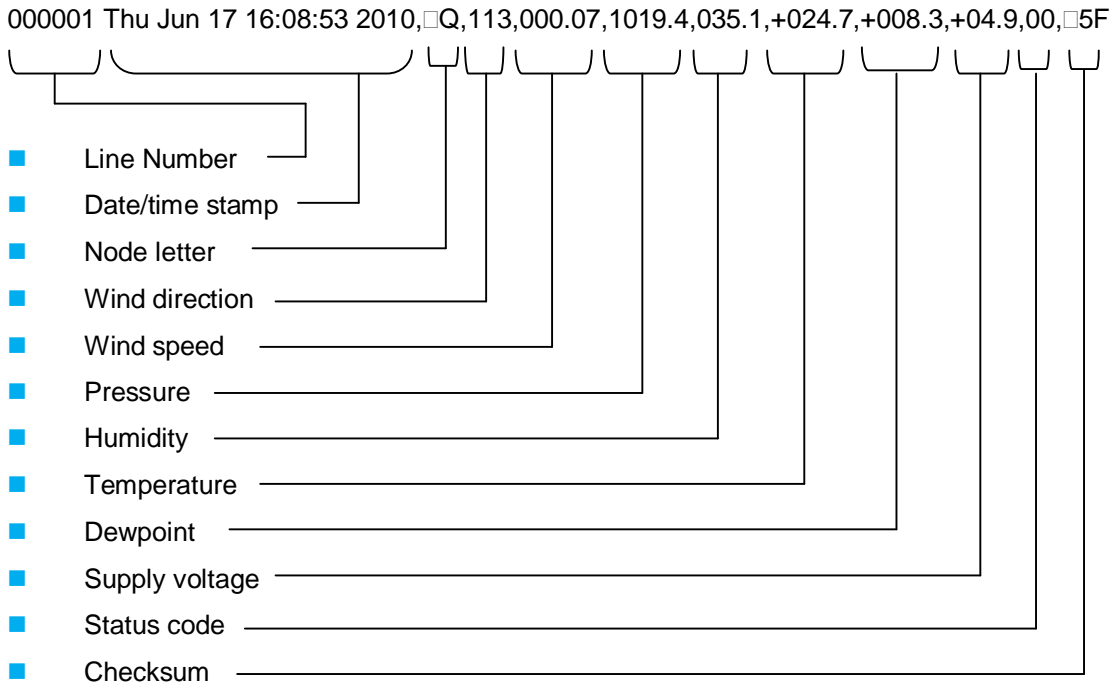 000001 Thu Jun 17 16:08:53 2010,□Q,113,000.07,1019.4,035.1,+024.7,+008.3,+04.9,00,□5F
Line Number
Date/time stamp
Node letter
Wind direction
Wind speed
Pressure
Humidity
Temperature
Dewpoint
Supply voltage
Status code
Checksum